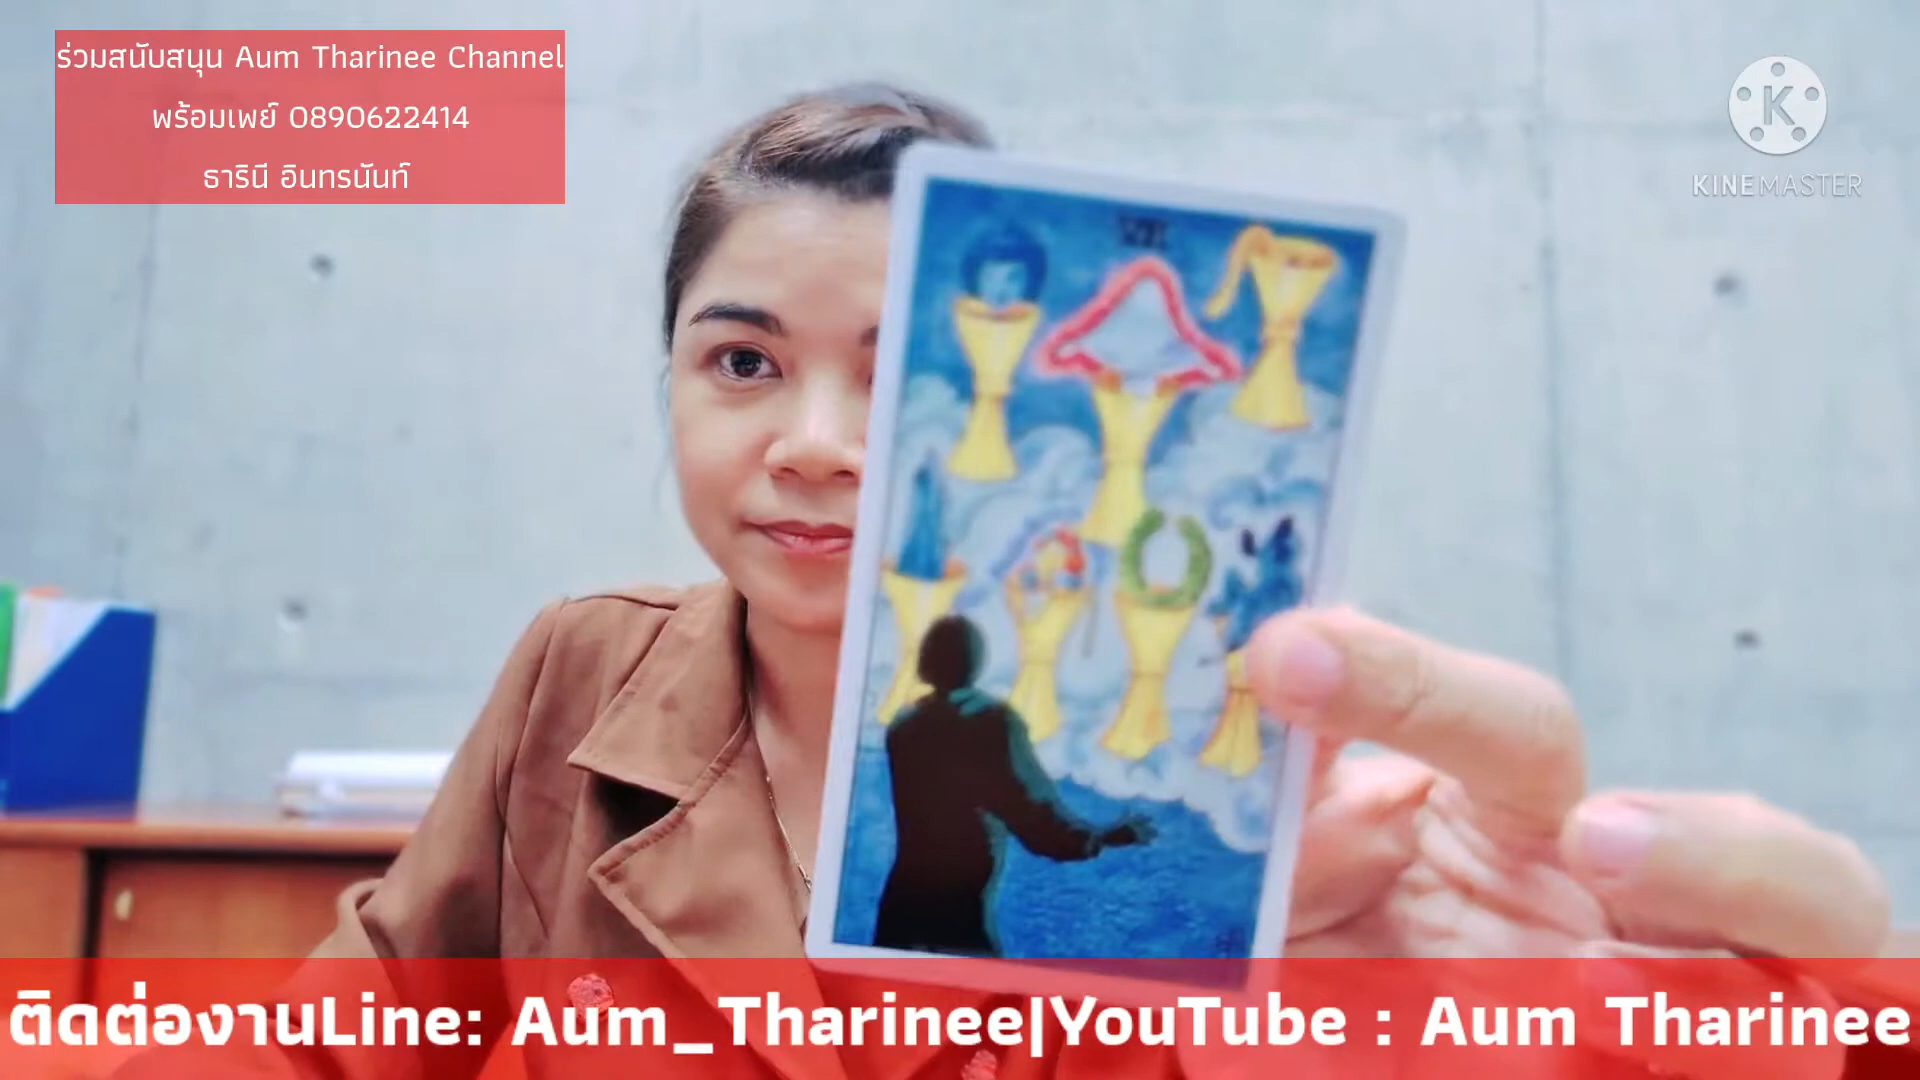 ร่วมสนับสนุน Aum Tharinee Channel
พร้อมเพย์ 0890622414
ธารินี อินทรนันท์
KINEMASTER
VII
ติดต่องานLine: Aum_Tharinee|YouTube : Aum Tharinee